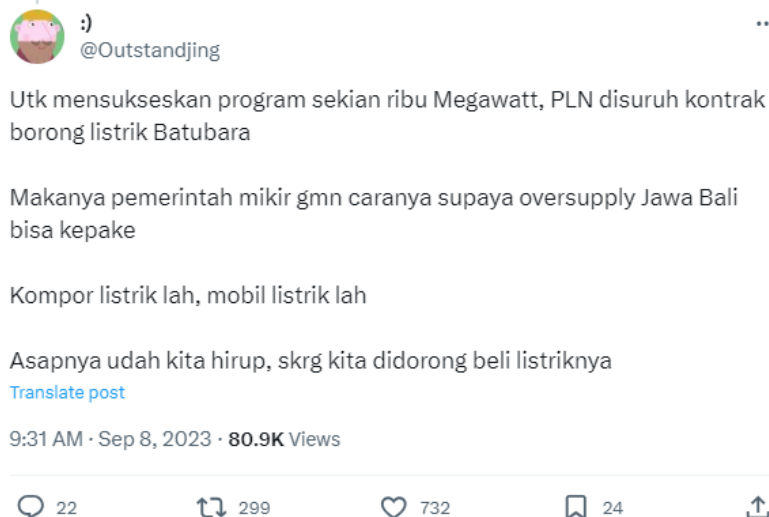 :)
@Outstandjing
Utk mensukseskan program sekian ribu Megawatt, PLN disuruh kontrak
borong listrik Batubara
Makanya pemerintah mikir gmn caranya supaya oversupply Jawa Bali
bisa kepake
Kompor listrik lah, mobil listrik lah
Asapnya udah kita hirup, skrg kita didorong beli listriknya
Translate post
9:31 AM · Sep 8, 2023 · 80.9K Views
22 299 732 24